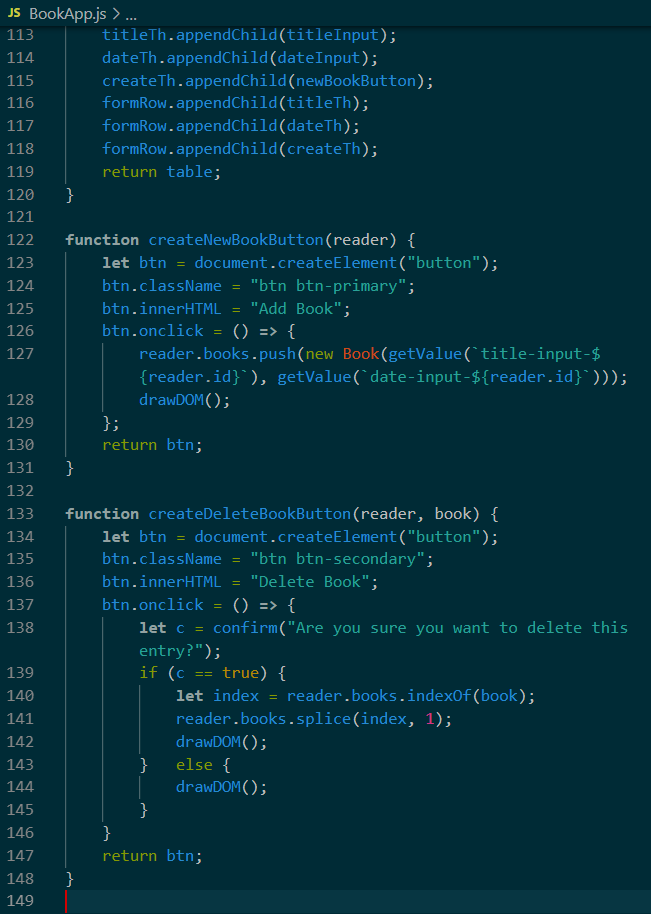 JS BookApp.js > ...
113 titleTh.appendChild(titleInput);
114 dateTh.appendChild(dateInput);
115 createTh.appendChild(newBookButton);
116 formRow.appendChild(titleTh);
117 formRow.appendChild(dateTh);
118 formRow.appendChild(createTh);
119 return table;
120 }
121
122 function createNewBookButton(reader) {
123 let btn = document.createElement("button");
124 btn.className = "btn btn-primary";
125 btn.innerHTML = "Add Book";
126 btn.onclick = () => {
127 reader.books.push(new Book(getValue(`title-input-$
{reader.id}`), getValue(`date-input-${reader.id}`)));
128 drawDOM();
129 };
130 return btn;
131 }
132
133 function createDeleteBookButton(reader, book) {
134 let btn = document.createElement("button");
135 btn.className = "btn btn-secondary";
136 btn.innerHTML = "Delete Book";
137 btn.onclick = () => {
138 let c = confirm("Are you sure you want to delete this
entry?");
139 if (c == true) {
140 let index = reader.books.indexOf(book);
141 reader.books.splice(index, 1);
142 drawDOM();
143 } else {
144 drawDOM();
145 }
146 }
147 return btn;
148 }
149